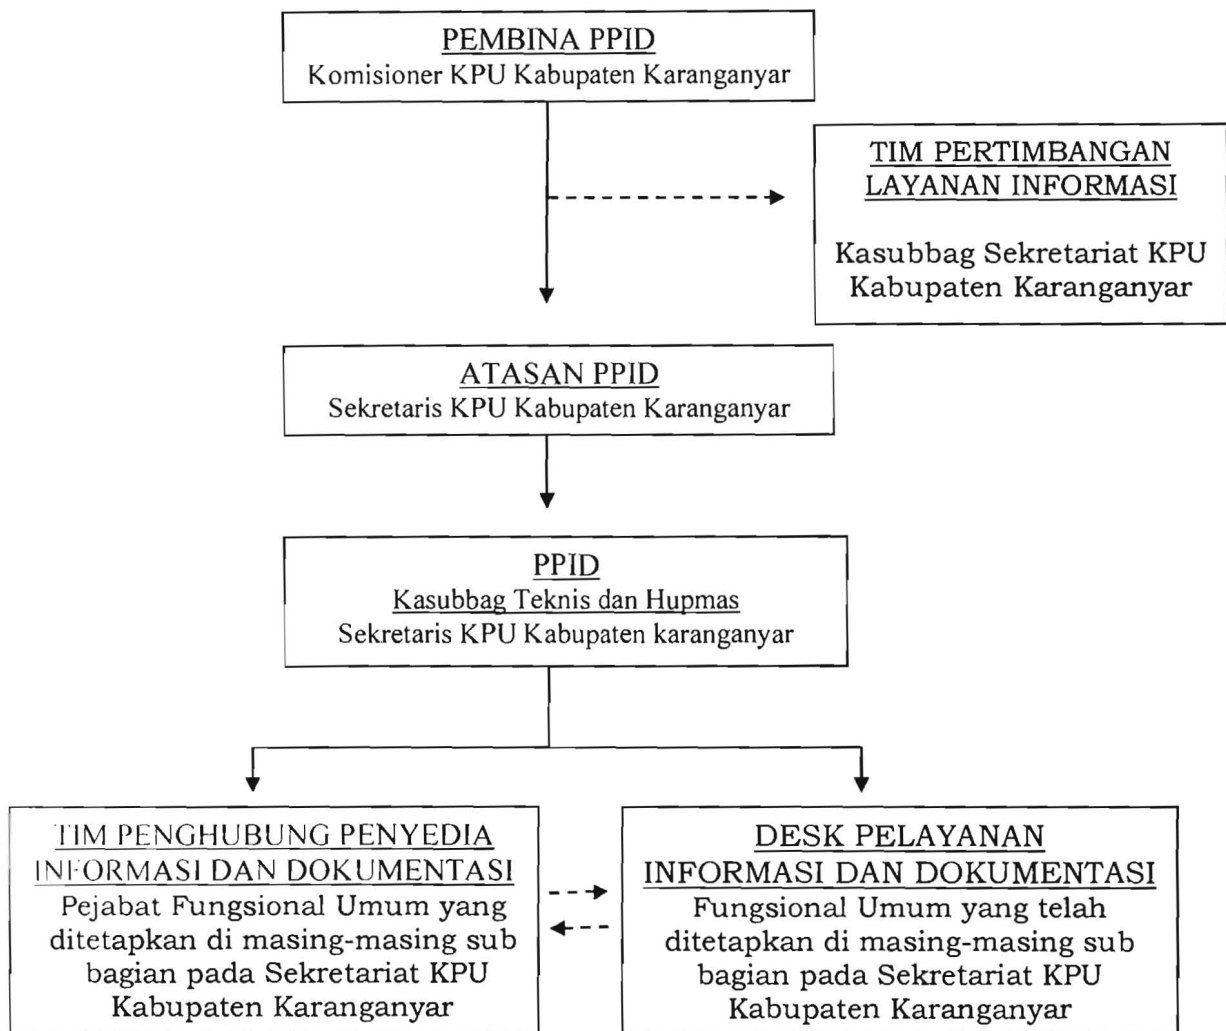 PEMBINA PPID
Komisioner KPU Kabupaten Karanganyar
TIM PERTIMBANGAN
LAYANAN INFORMASI
Kasubbag Sekretariat KPU
Kabupaten Karanganyar
ATASAN PPID
Sekretaris KPU Kabupaten Karanganyar
PPID
Kasubbag Teknis dan Hupmas
Sekretaris KPU Kabupaten karanganyar
TIM PENGHUBUNG PENYEDIA
INFORMASI DAN DOKUMENTASI
Pejabat Fungsional Umum yang
ditetapkan di masing-masing sub
bagian pada Sekretariat KPU
Kabupaten Karanganyar
DESK PELAYANAN
INFORMASI DAN DOKUMENTASI
Fungsional Umum yang telah
ditetapkan di masing-masing sub
bagian pada Sekretariat KPU
Kabupaten Karanganyar